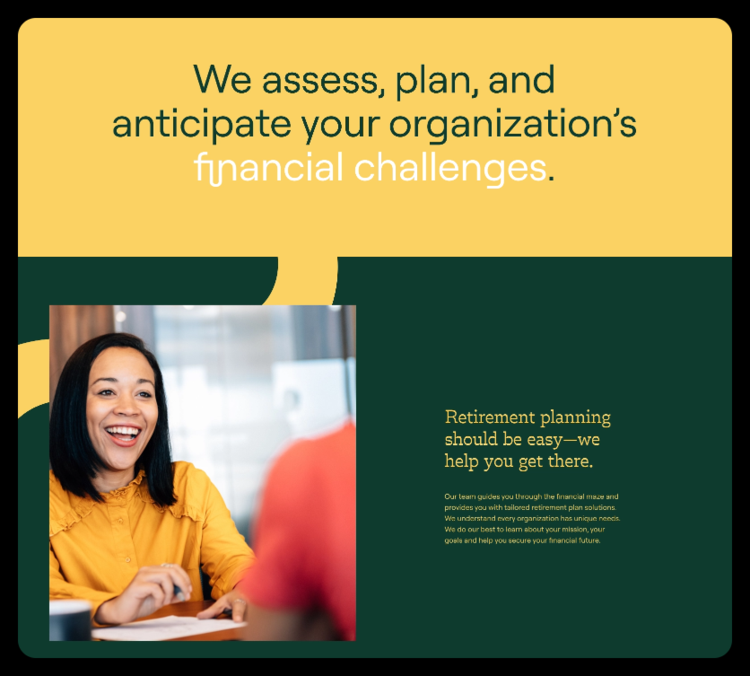 We assess, plan, and
anticipate your organization’s
financial challenges.
Retirement planning
should be easy—we
help you get there.
Our team guides you through the financial maze and
provides you with tailored retirement plan solutions.
We understand every organization has unique needs.
We do our best to learn about your mission, your
goals and help you secure your financial future.